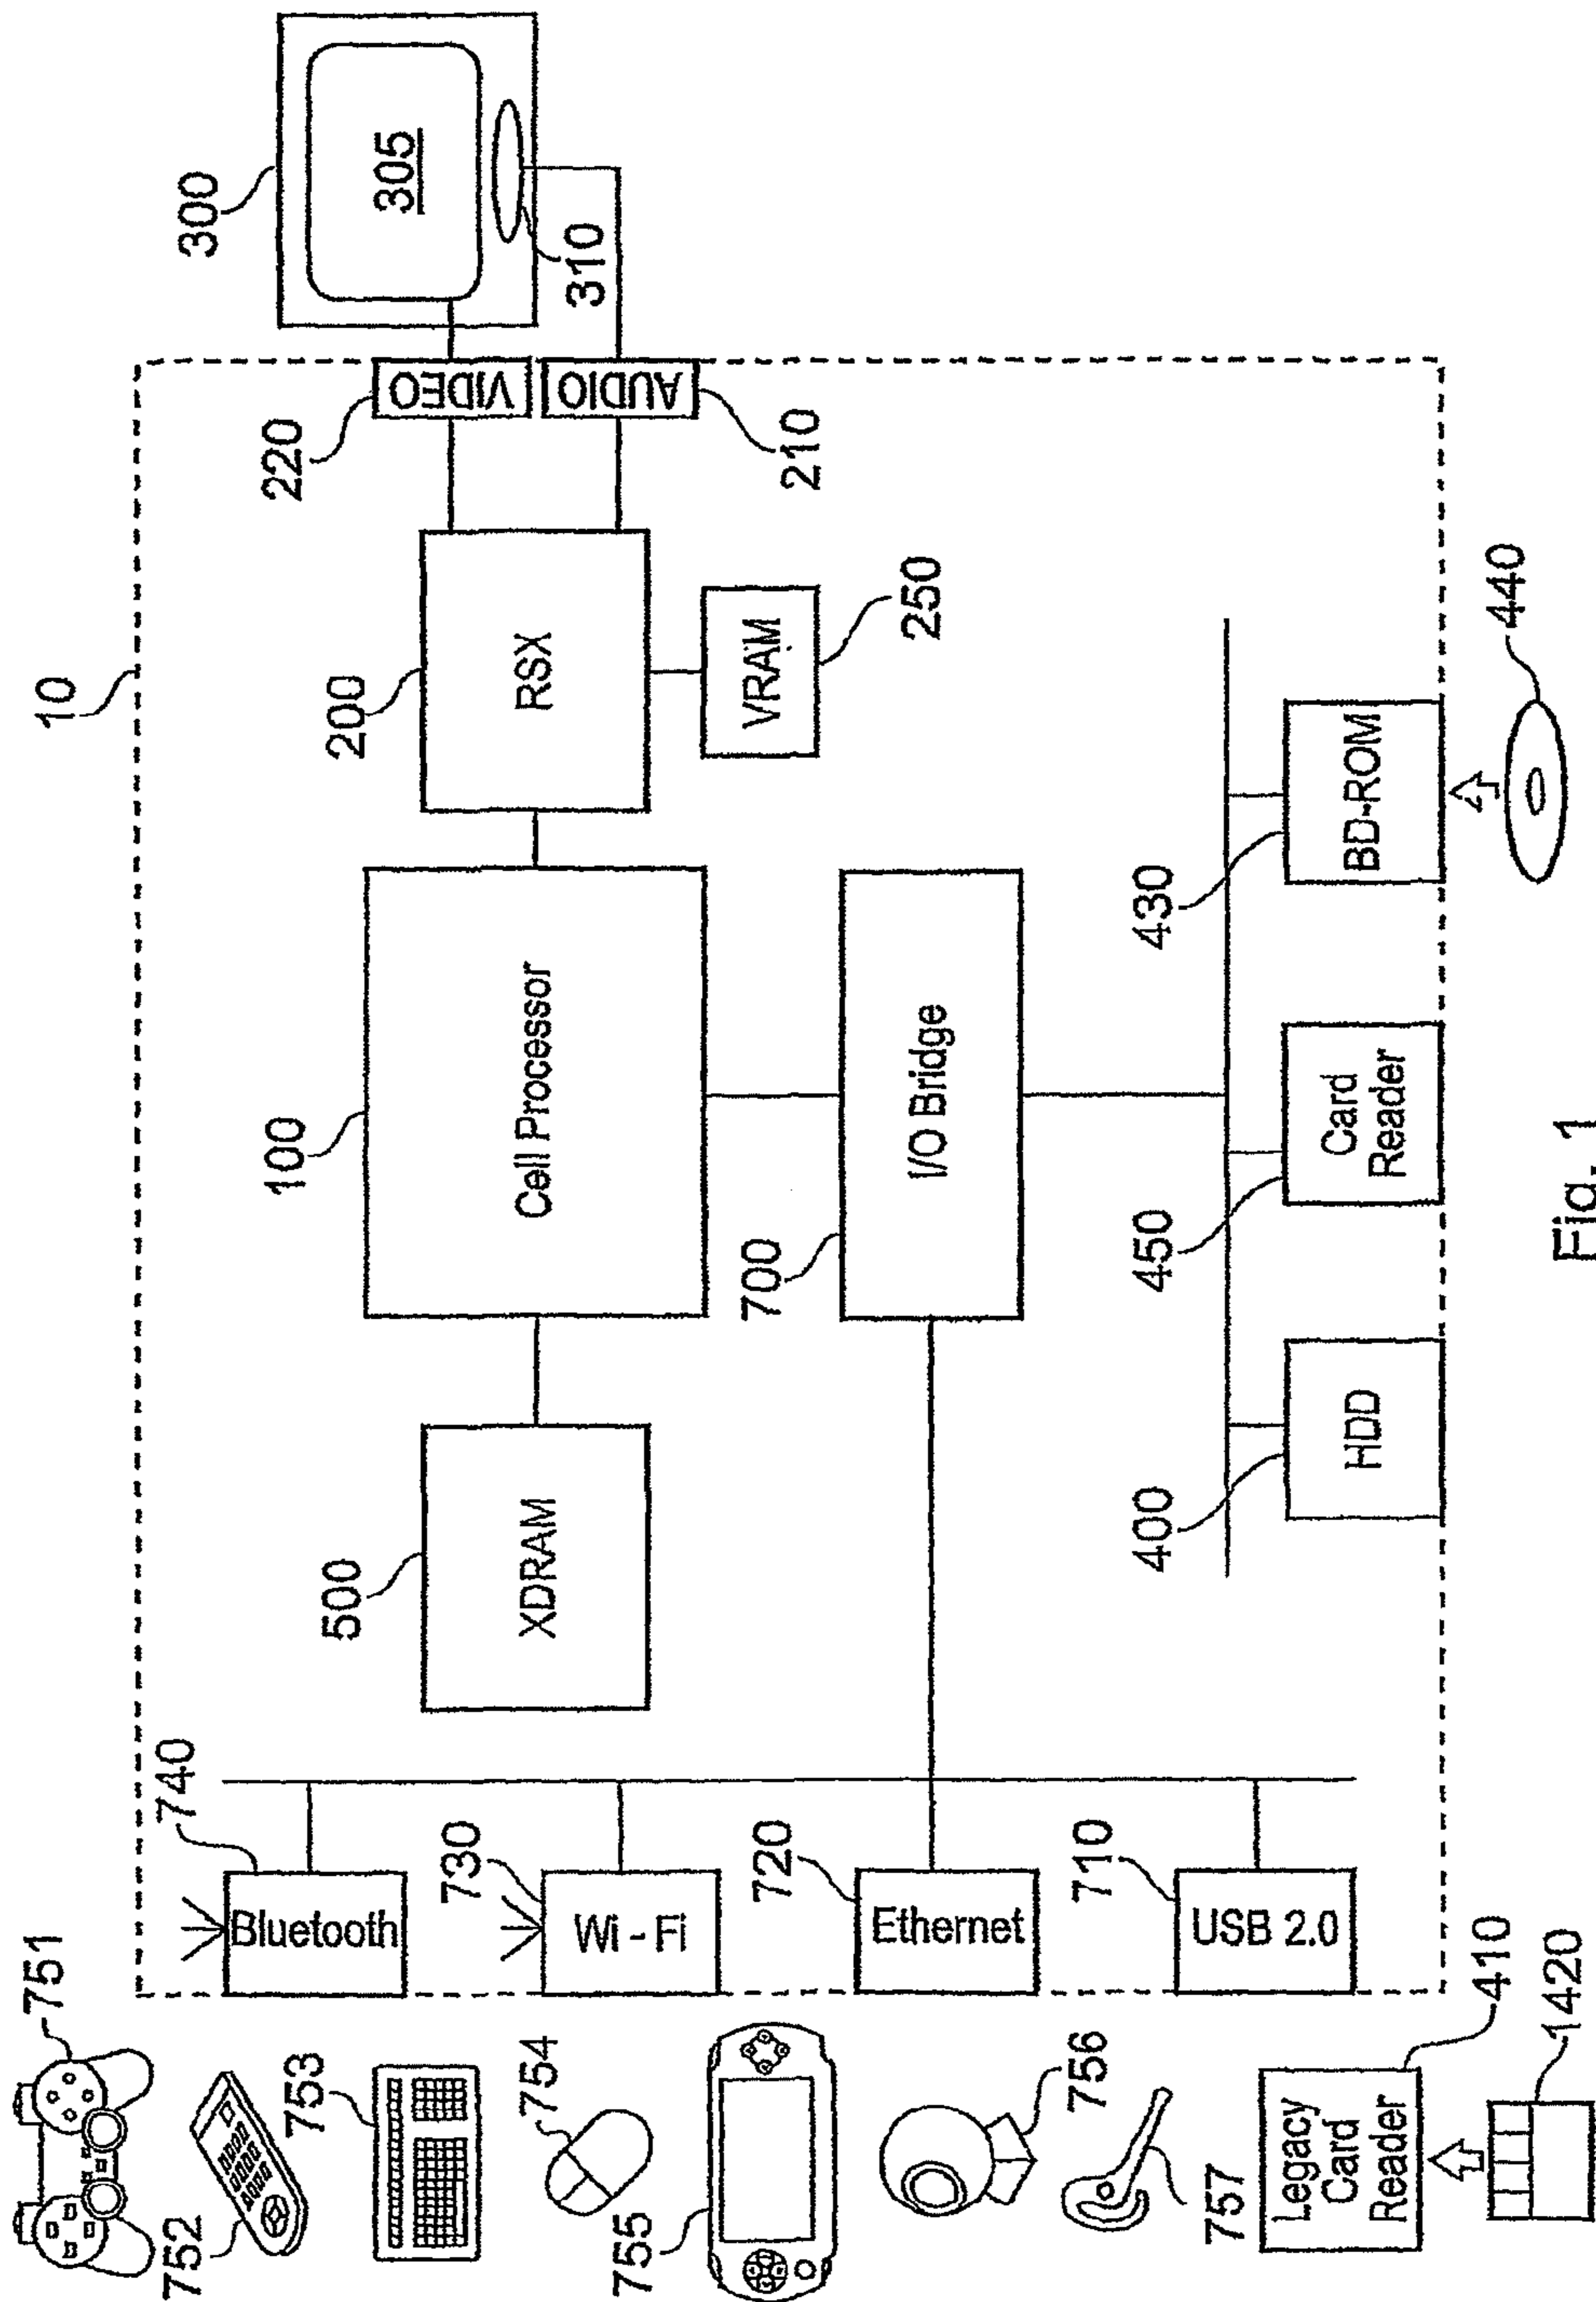 10
300
305
310
220
VIDEO
AUDIO
210
200
RSX
VRAM
250
100
Cell Processor
500
XDRAM
700
I/O Bridge
740
Bluetooth
730
Wi - Fi
720
Ethernet
710
USB 2.0
400
HDD
450
Card
Reader
430
BD-ROM
440
751
752
753
754
755
756
757
410
Legacy
Card
Reader
1420
Fig. 1